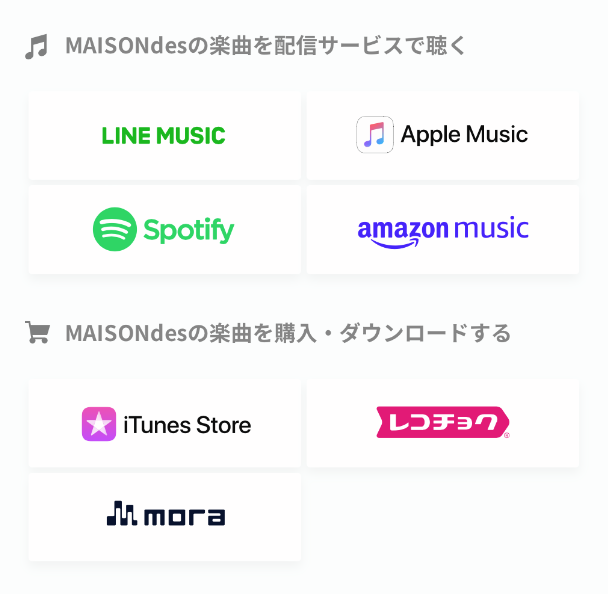 MAISONdesの楽曲を配信サービスで聴く
LINE MUSIC
Apple Music
Spotify
amazon music
MAISONdesの楽曲を購入・ダウンロードする
iTunes Store
レコチョク®
mora